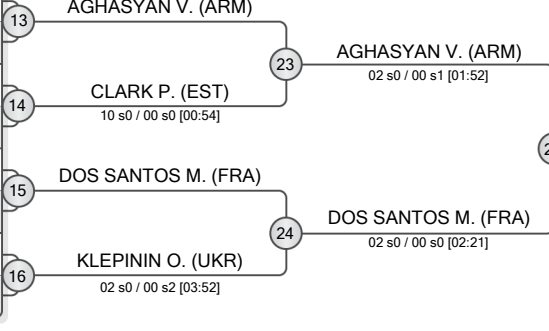 AGHASYAN V. (ARM)
13
23
AGHASYAN V. (ARM)
02 s0 / 00 s1 [01:52]
CLARK P. (EST)
14
10 s0 / 00 s0 [00:54]
DOS SANTOS M. (FRA)
15
24
DOS SANTOS M. (FRA)
02 s0 / 00 s0 [02:21]
KLEPININ O. (UKR)
16
02 s0 / 00 s2 [03:52]